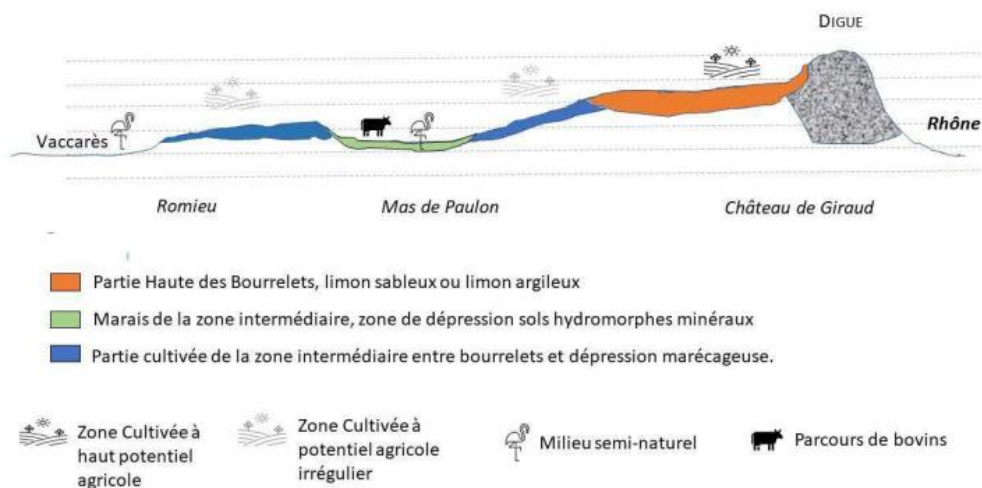 DIGUE
Vaccarès
Rhône
Romieu
Mas de Paulon
Château de Giraud
Partie Haute des Bourrelets, limon sableux ou limon argileux
Marais de la zone intermédiaire, zone de dépression sols hydromorphes minéraux
Partie cultivée de la zone intermédiaire entre bourrelets et dépression marécageuse.
Zone Cultivée à
haut potentiel
agricole
Zone Cultivée à
potentiel agricole
irrégulier
Milieu semi-naturel
Parcours de bovins